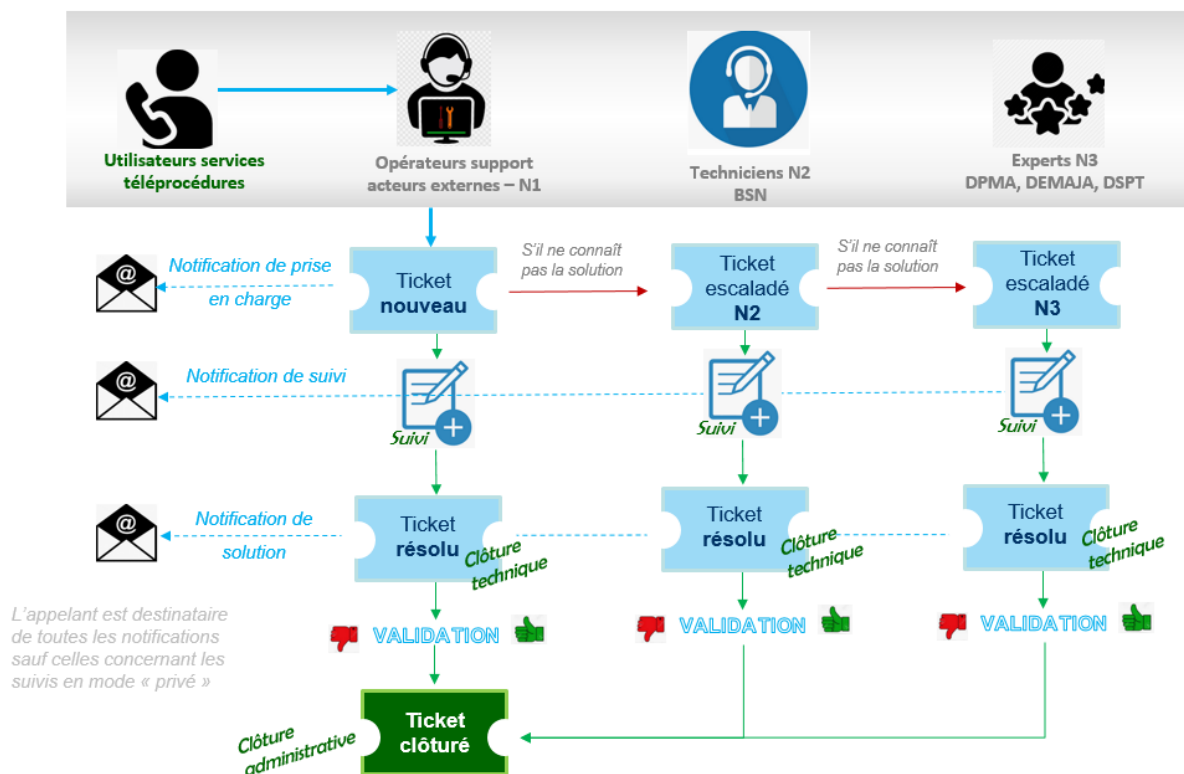 Utilisateurs services
téléprocédures
Opérateurs support
acteurs externes – N1
Techniciens N2
BSN
Experts N3
DPMA, DEMAJA, DSPT
@
Notification de prise
en charge
Ticket
nouveau
S'il ne connaît
pas la solution
Ticket
escaladé
N2
S'il ne connaît
pas la solution
Ticket
escaladé
N3
@
Notification de suivi
Suivi
Suivi
Suivi
@
Notification de
solution
Ticket
résolu
Clôture
technique
Ticket
résolu
Clôture
technique
Ticket
résolu
Clôture
technique
L'appelant est destinataire
de toutes les notifications
sauf celles concernant les
suivis en mode « privé »
VALIDATION
VALIDATION
VALIDATION
Clôture
administrative
Ticket
clôturé